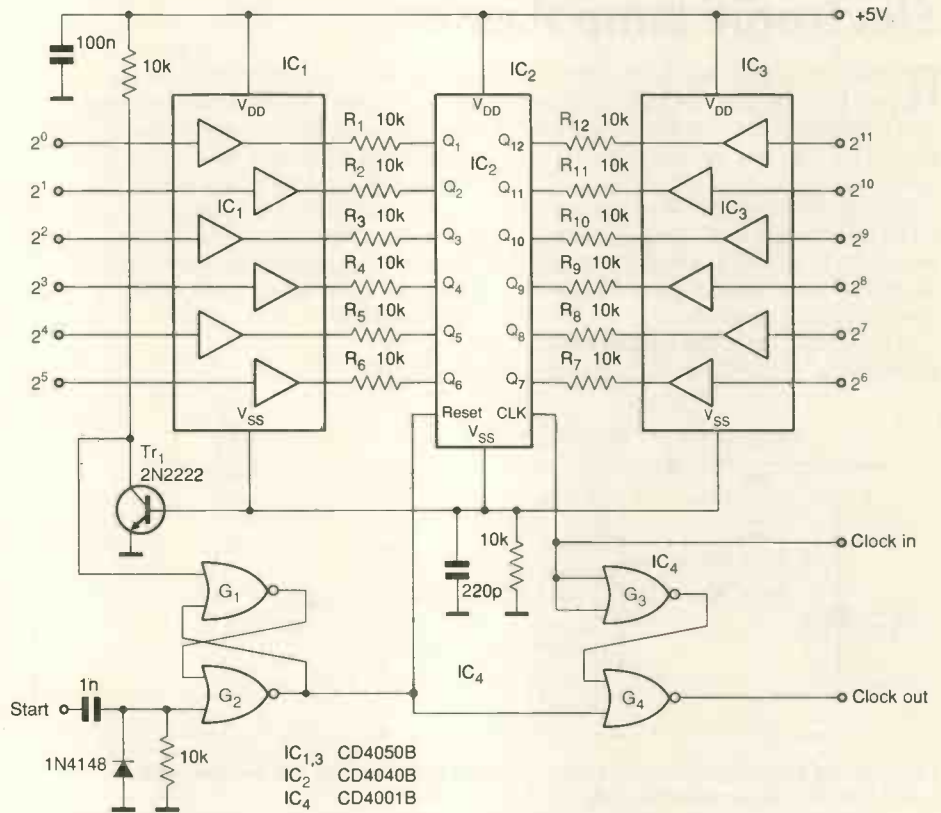 +5V
100n
10k
IC1
IC2
IC3
VDD
VDD
VDD
2^0
R1 10k
Q1
IC2
Q12
R12 10k
2^11
2^1
R2 10k
Q2
Q11
R11 10k
2^10
IC1
IC3
2^2
R3 10k
Q3
Q10
R10 10k
2^9
2^3
R4 10k
Q4
Q9
R9 10k
2^8
2^4
R5 10k
Q5
Q8
R8 10k
2^7
2^5
R6 10k
Q6
Q7
R7 10k
2^6
VSS
Reset CLK
VSS
VSS
Tr1
2N2222
10k
220p
Clock in
IC4
G1
G3
IC4
Start
1n
G2
G4
Clock out
1N4148
10k
IC1,3 CD4050B
IC2 CD4040B
IC4 CD4001B